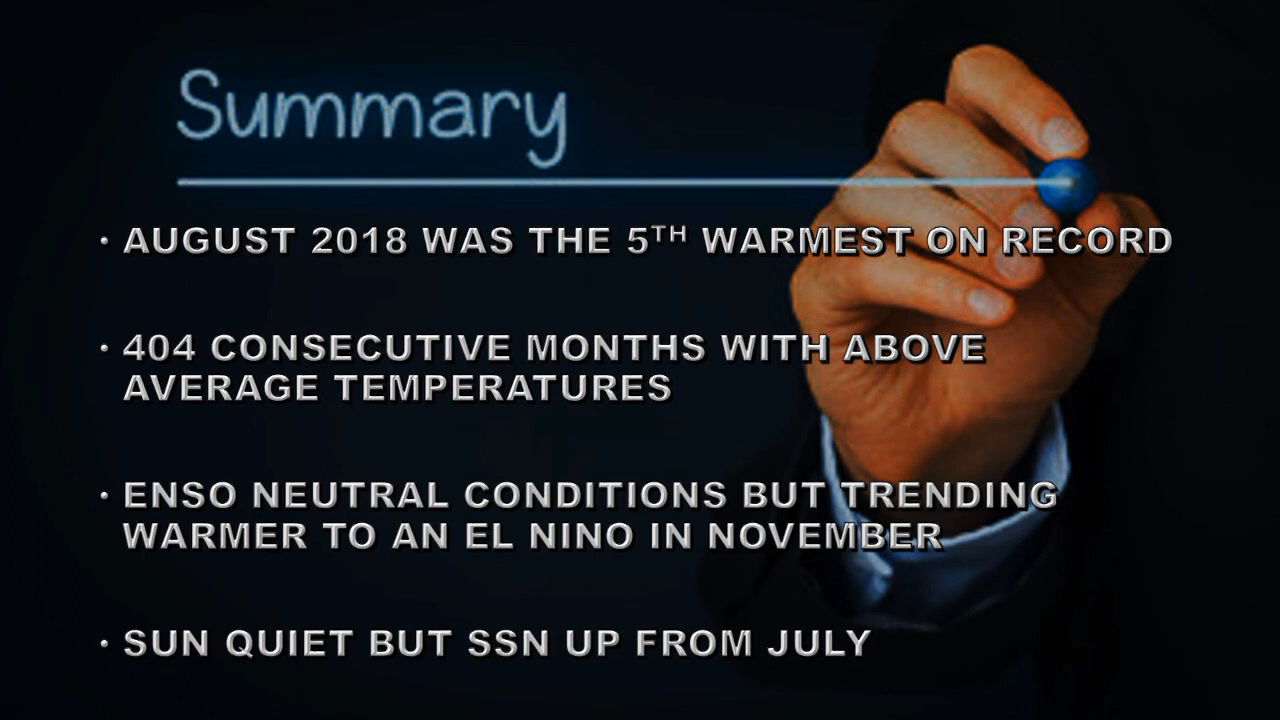 Summary
· AUGUST 2018 WAS THE 5TH WARMEST ON RECORD
· 404 CONSECUTIVE MONTHS WITH ABOVE
AVERAGE TEMPERATURES
· ENSO NEUTRAL CONDITIONS BUT TRENDING
WARMER TO AN EL NINO IN NOVEMBER
· SUN QUIET BUT SSN UP FROM JULY